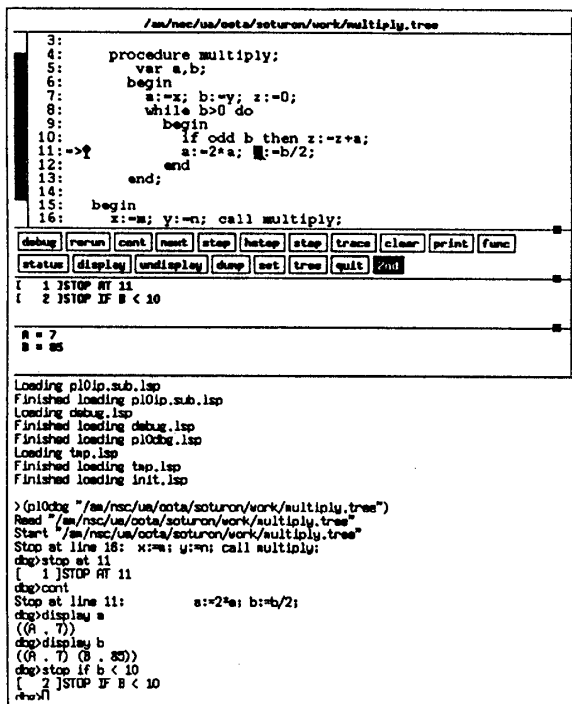 /am/nsc/ua/oota/soturon/work/multiply.tree
3:
4: procedure multiply;
5: var a,b;
6: begin
7: a:=x; b:=y; z:=0;
8: while b>0 do
9: begin
10: if odd b then z:=z+a;
11:=> a:=2*a; b:=b/2;
12: end
13: end;
14:
15: begin
16: x:=m; y:=n; call multiply;
debug rerun cont next step hstep stop trace clear print func
status display undisplay dump set tree quit 2nd
[ 1 ]STOP AT 11
[ 2 ]STOP IF B < 10
A = 7
B = 85
Loading pl0ip.sub.lsp
Finished loading pl0ip.sub.lsp
Loading debug.lsp
Finished loading debug.lsp
Finished loading pl0dbg.lsp
Loading tmp.lsp
Finished loading tmp.lsp
Finished loading init.lsp
>(pl0dbg "/am/nsc/ua/oota/soturon/work/multiply.tree")
Read "/am/nsc/ua/oota/soturon/work/multiply.tree"
Start "/am/nsc/ua/oota/soturon/work/multiply.tree"
Stop at line 16: x:=m; y:=n; call multiply;
dbg>stop at 11
[ 1 ]STOP AT 11
dbg>cont
Stop at line 11: a:=2*a; b:=b/2;
dbg>display a
((A . 7))
dbg>display b
((A . 7) (B . 85))
dbg>stop if b < 10
[ 2 ]STOP IF B < 10
dbg>